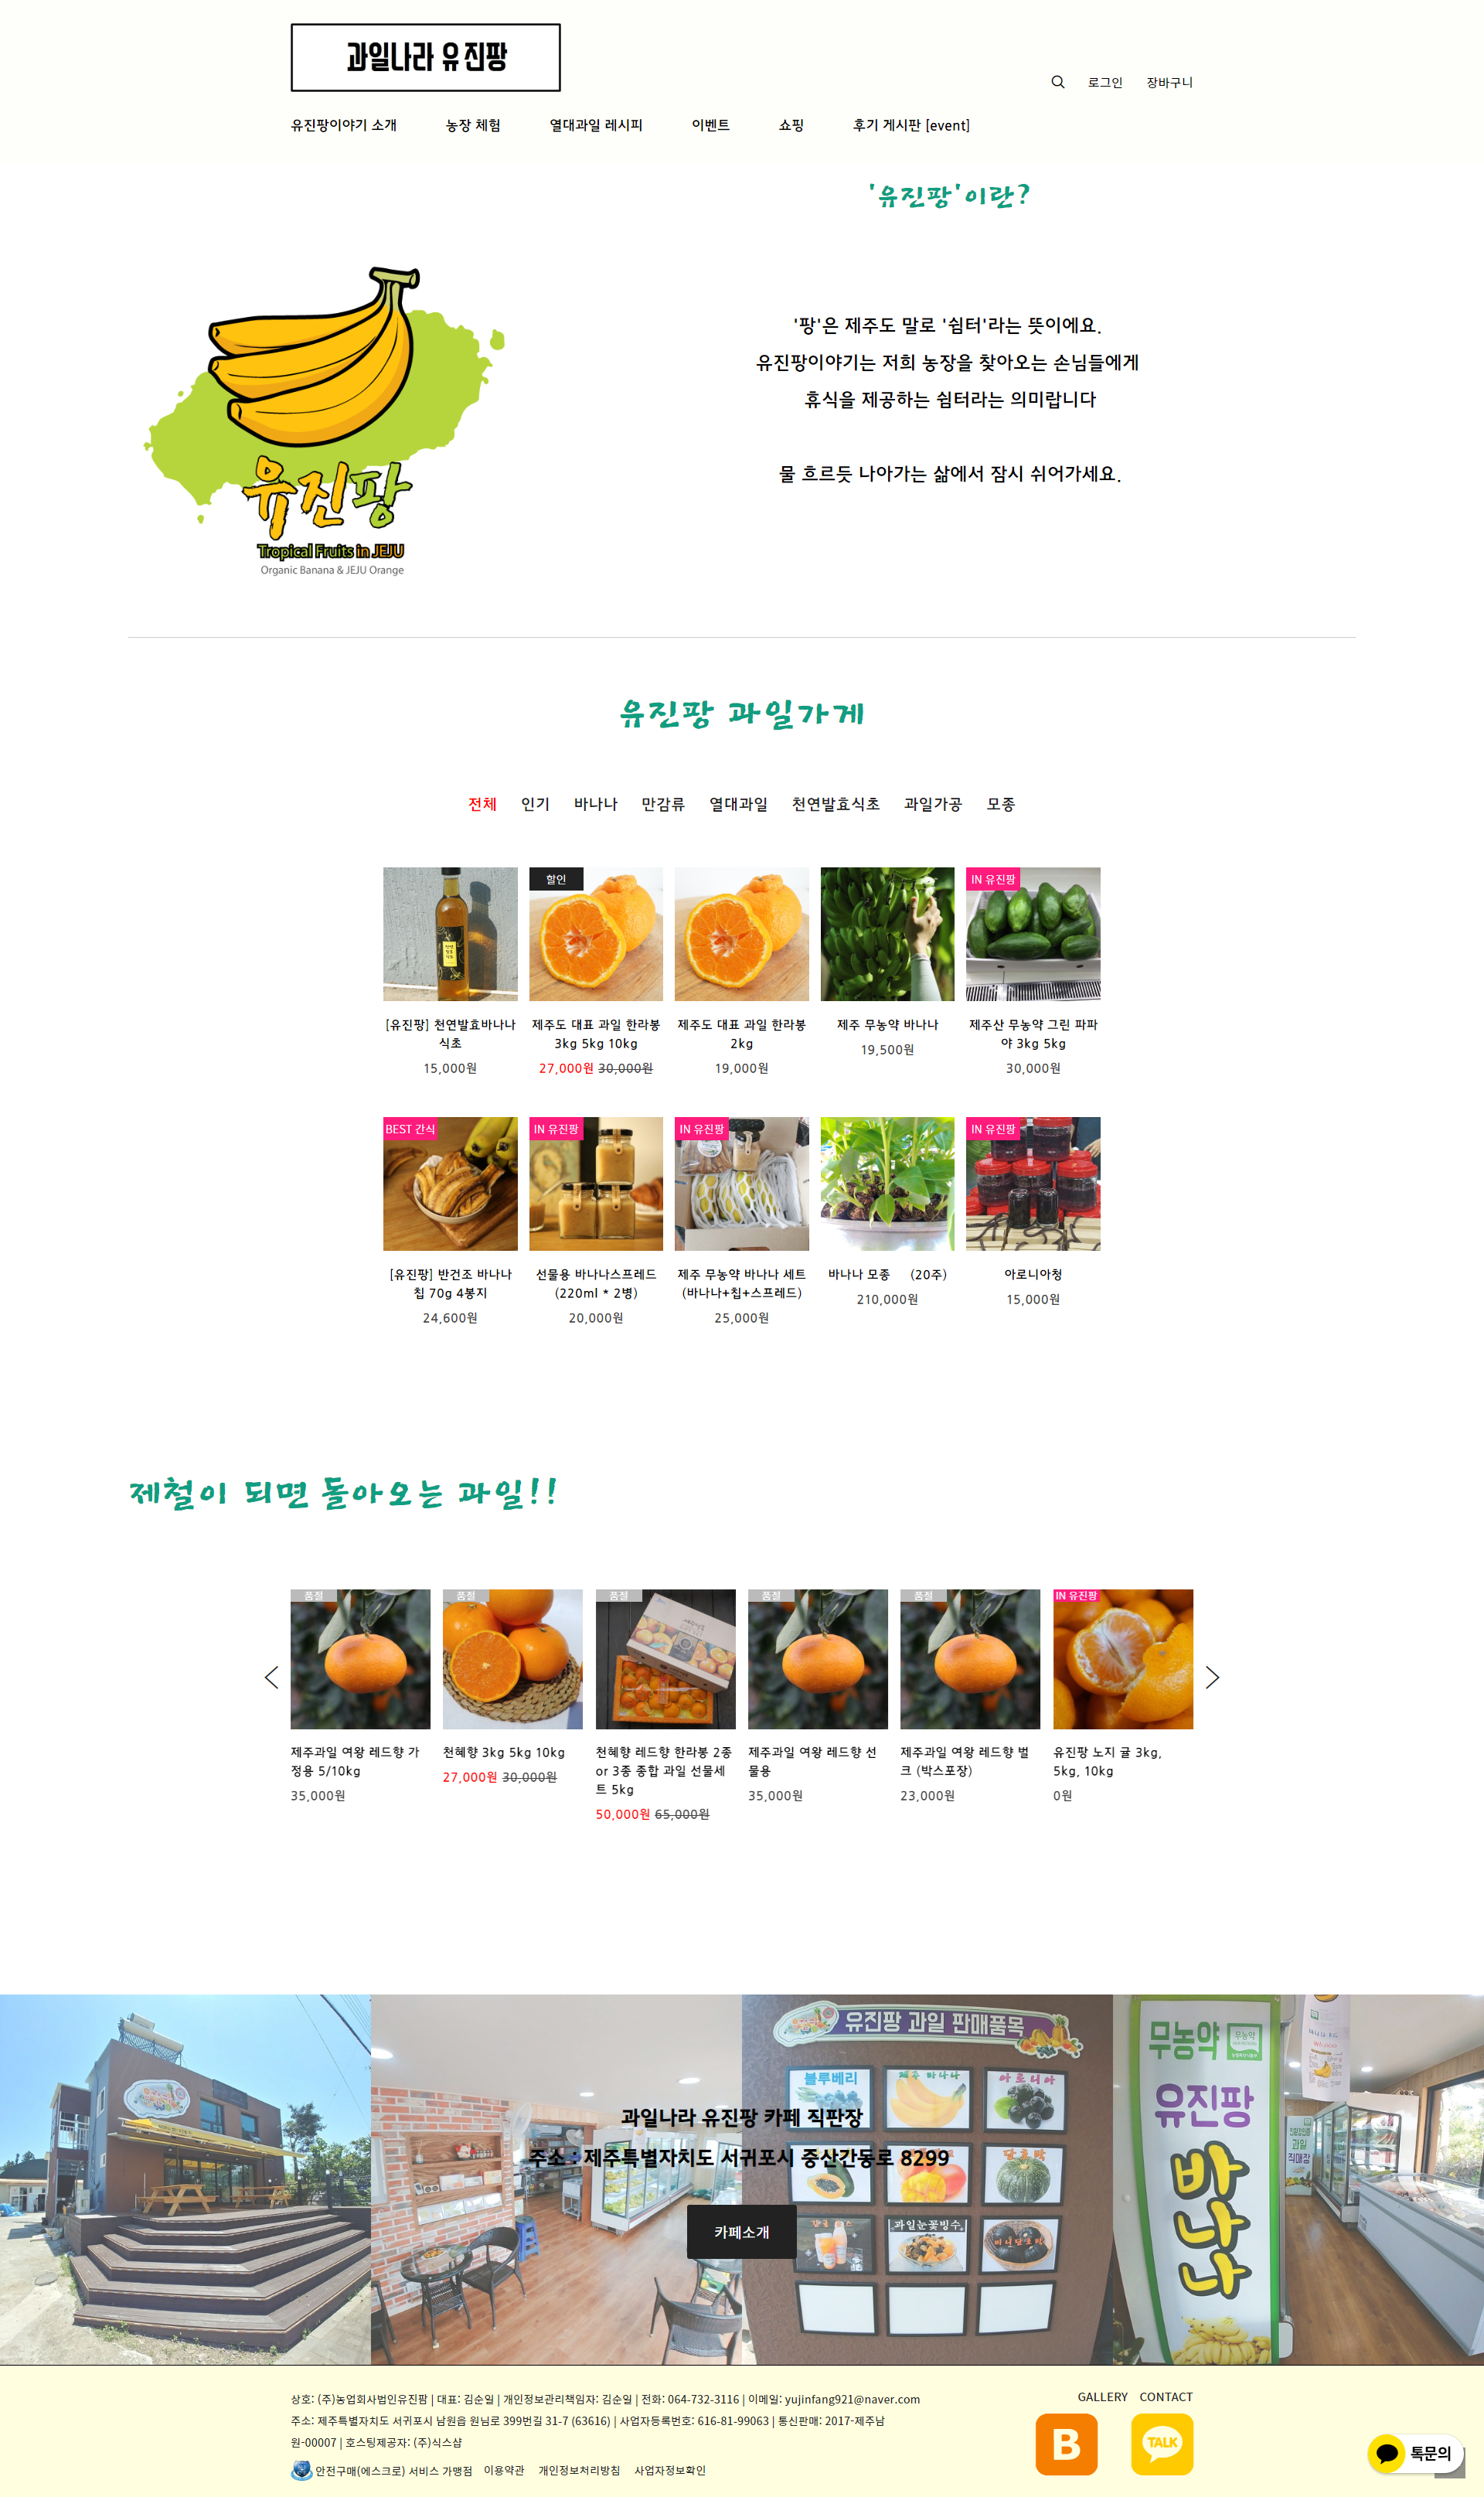 과일나라 유진팡
로그인 장바구니
유진팡이야기 소개 농장 체험 열대과일 레시피 이벤트 쇼핑 후기 게시판 [event]
'유진팡'이란?
'팡'은 제주도 말로 '쉼터'라는 뜻이에요.
유진팡이야기는 저희 농장을 찾아오는 손님들에게
휴식을 제공하는 쉼터라는 의미랍니다
물 흐르듯 나아가는 삶에서 잠시 쉬어가세요.
유진팡
Tropical Fruits in JEJU
Organic Banana & JEJU Orange
유진팡 과일가게
전체 인기 바나나 만감류 열대과일 천연발효식초 과일가공 모종
할인
IN 유진팡
[유진팡] 천연발효바나나
식초
15,000원
제주도 대표 과일 한라봉
3kg 5kg 10kg
27,000원 30,000원
제주도 대표 과일 한라봉
2kg
19,000원
제주 무농약 바나나
19,500원
제주산 무농약 그린 파파
야 3kg 5kg
30,000원
BEST 간식
IN 유진팡
IN 유진팡
IN 유진팡
[유진팡] 반건조 바나나
칩 70g 4봉지
24,600원
선물용 바나나스프레드
(220ml * 2병)
20,000원
제주 무농약 바나나 세트
(바나나+칩+스프레드)
25,000원
바나나 모종 (20주)
210,000원
아로니아청
15,000원
제철이 되면 돌아오는 과일!!
품절
품절
품절
품절
품절
IN 유진팡
제주과일 여왕 레드향 가
정용 5/10kg
35,000원
천혜향 3kg 5kg 10kg
27,000원 30,000원
천혜향 레드향 한라봉 2종
or 3종 종합 과일 선물세
트 5kg
50,000원 65,000원
제주과일 여왕 레드향 선
물용
35,000원
제주과일 여왕 레드향 벌
크 (박스포장)
23,000원
유진팡 노지 귤 3kg,
5kg, 10kg
0원
유진팡 과일 판매품목
블루베리
제주 바나나
아로니아
과일눈꽃빙수
무농약
유진팡
바나나
과일나라 유진팡 카페 직판장
주소 : 제주특별자치도 서귀포시 중산간동로 8299
카페소개
상호: (주)농업회사법인유진팜 | 대표: 김순일 | 개인정보관리책임자: 김순일 | 전화: 064-732-3116 | 이메일: yujinfang921@naver.com
주소: 제주특별자치도 서귀포시 남원읍 원님로 399번길 31-7 (63616) | 사업자등록번호: 616-81-99063 | 통신판매: 2017-제주남
원-00007 | 호스팅제공자: (주)식스샵
안전구매(에스크로) 서비스 가맹점 이용약관 개인정보처리방침 사업자정보확인
GALLERY CONTACT
B
TALK
톡문의